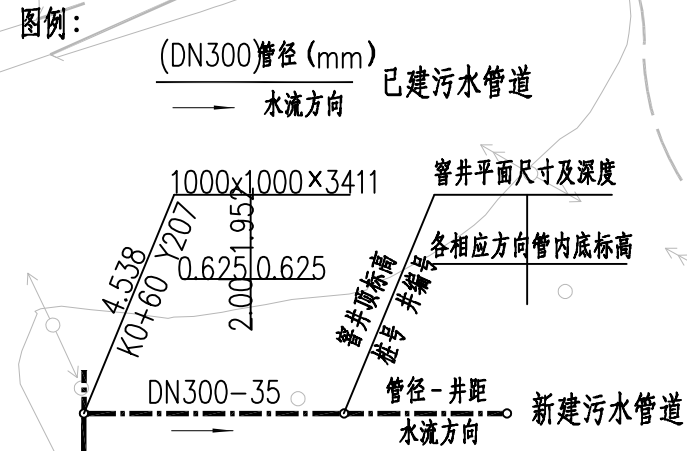 图例：
(DN300)管径(mm)
水流方向
已建污水管道
1000x1000×3411
4.538
K0+60 Y207
1.952
0.625
0.625
2.001
窨井平面尺寸及深度
各相应方向管内底标高
窨井顶标高
桩号 井编号
DN300-35
管径-井距
水流方向
新建污水管道